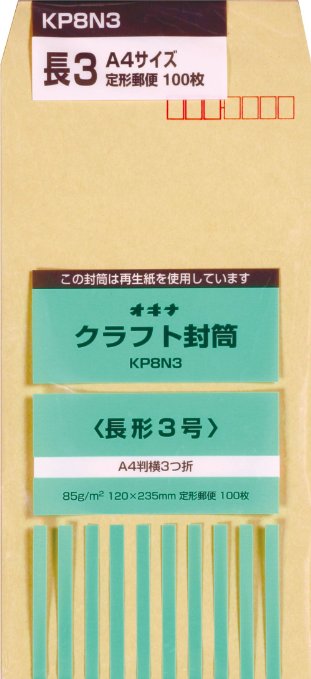 KP8N3
長3 A4サイズ
定形郵便 100枚
この封筒は再生紙を使用しています
オキナ
クラフト封筒
KP8N3
〈長形3号〉
A4判横3つ折
85g/m² 120×235mm 定形郵便 100枚